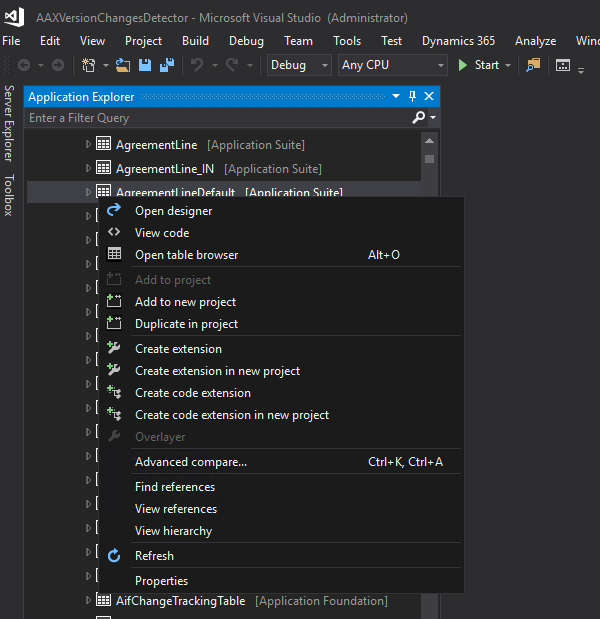 AAXVersionChangesDetector - Microsoft Visual Studio (Administrator)
File Edit View Project Build Debug Team Tools Test Dynamics 365 Analyze Wind
Debug Any CPU Start
Server Explorer
Toolbox
Application Explorer
Enter a Filter Query
AgreementLine [Application Suite]
AgreementLine_IN [Application Suite]
AgreementLineDefault [Application Suite]
Open designer
View code
Open table browser Alt+O
Add to project
Add to new project
Duplicate in project
Create extension
Create extension in new project
Create code extension
Create code extension in new project
Overlayer
Advanced compare... Ctrl+K, Ctrl+A
Find references
View references
View hierarchy
Refresh
Properties
AifChangeTrackingTable [Application Foundation]